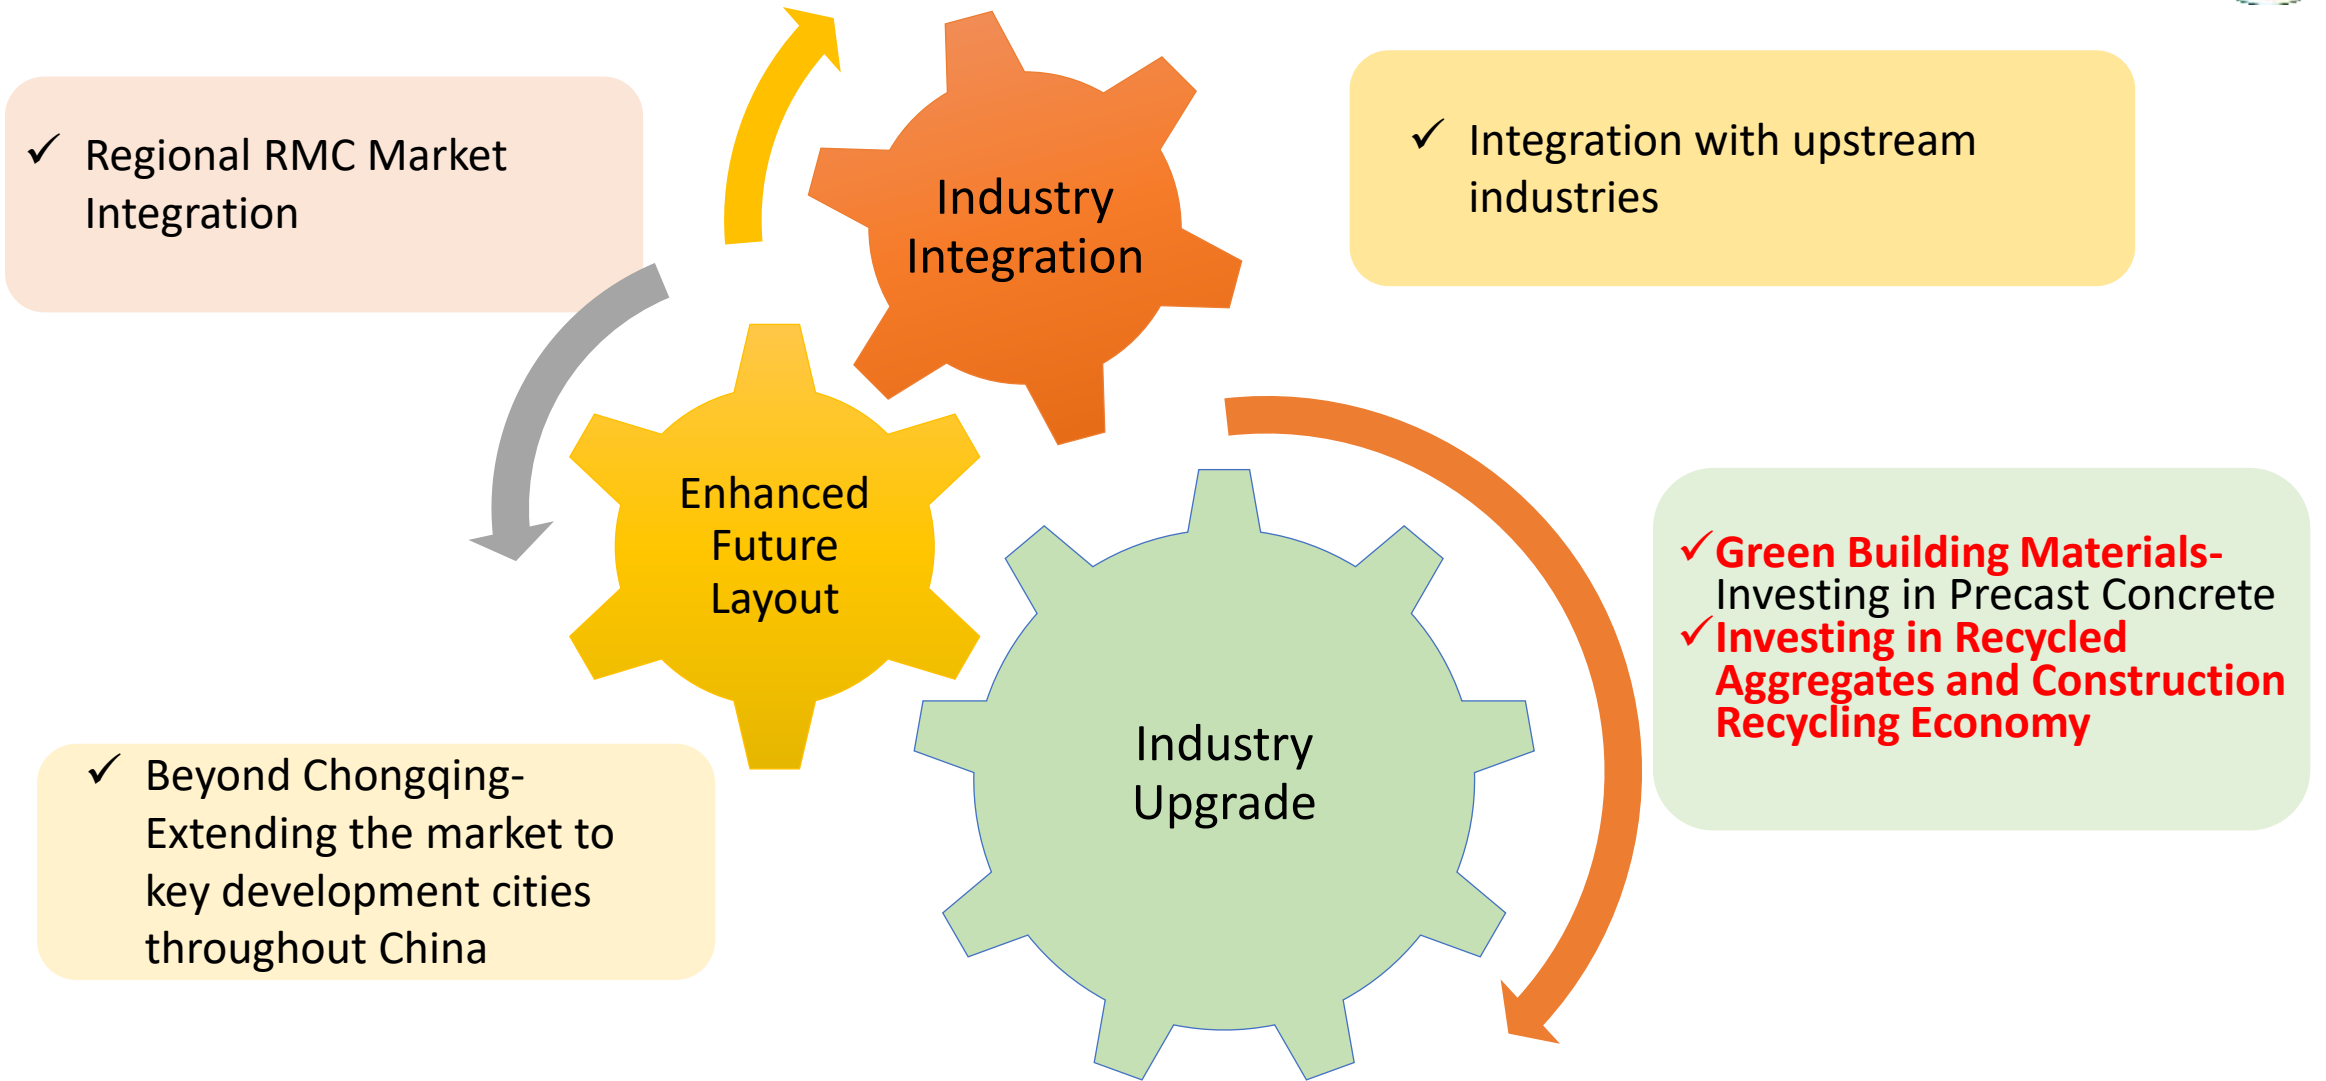 ✓ Regional RMC Market
Integration
Industry
Integration
✓ Integration with upstream
industries
Enhanced
Future
Layout
✓ Green Building Materials-
Investing in Precast Concrete
✓ Investing in Recycled
Aggregates and Construction
Recycling Economy
Industry
Upgrade
✓ Beyond Chongqing-
Extending the market to
key development cities
throughout China